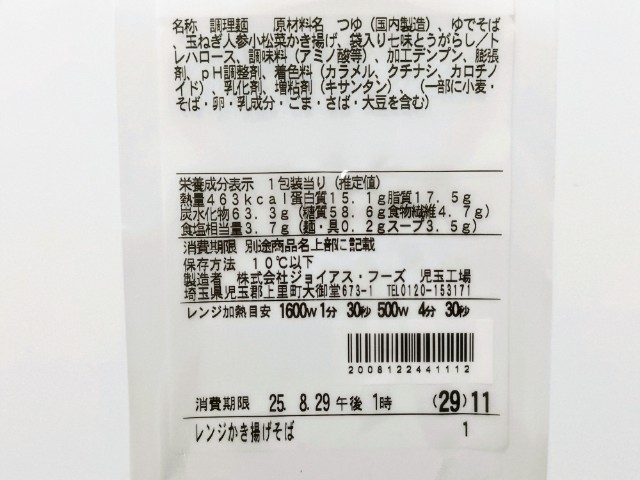 名称 調理麺 原材料名 つゆ(国内製造)、ゆでそば
、玉ねぎ人参小松菜かき揚げ、袋入り七味とうがらし/ト
レハロース、調味料(アミノ酸等)、加工デンプン、膨張
剤、pH調整剤、着色料(カラメル、クチナシ、カロチノ
イド)、乳化剤、増粘剤(キサンタン)、(一部に小麦・
そば・卵・乳成分・ごま・さば・大豆を含む)
栄養成分表示 1包装当り(推定値)
熱量463kcal蛋白質15.1g脂質17.5g
炭水化物63.3g(糖質58.6g食物繊維4.7g)
食塩相当量3.7g(麺・具0.2gスープ3.5g)
消費期限 別途商品名上部に記載
保存方法 10℃以下
製造者 株式会社ジョイアス・フーズ 児玉工場
埼玉県児玉郡上里町大御堂673-1 TEL0120-153171
レンジ加熱目安 1600W 1分 30秒 500W 4分 30秒
2008122441112
消費期限 25.8.29 午後1時 (29)11
レンジかき揚げそば 1